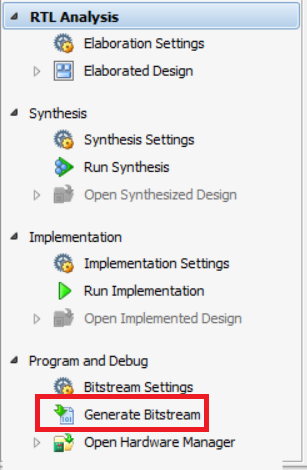 RTL Analysis
Elaboration Settings
Elaborated Design
Synthesis
Synthesis Settings
Run Synthesis
Open Synthesized Design
Implementation
Implementation Settings
Run Implementation
Open Implemented Design
Program and Debug
Bitstream Settings
Generate Bitstream
Open Hardware Manager